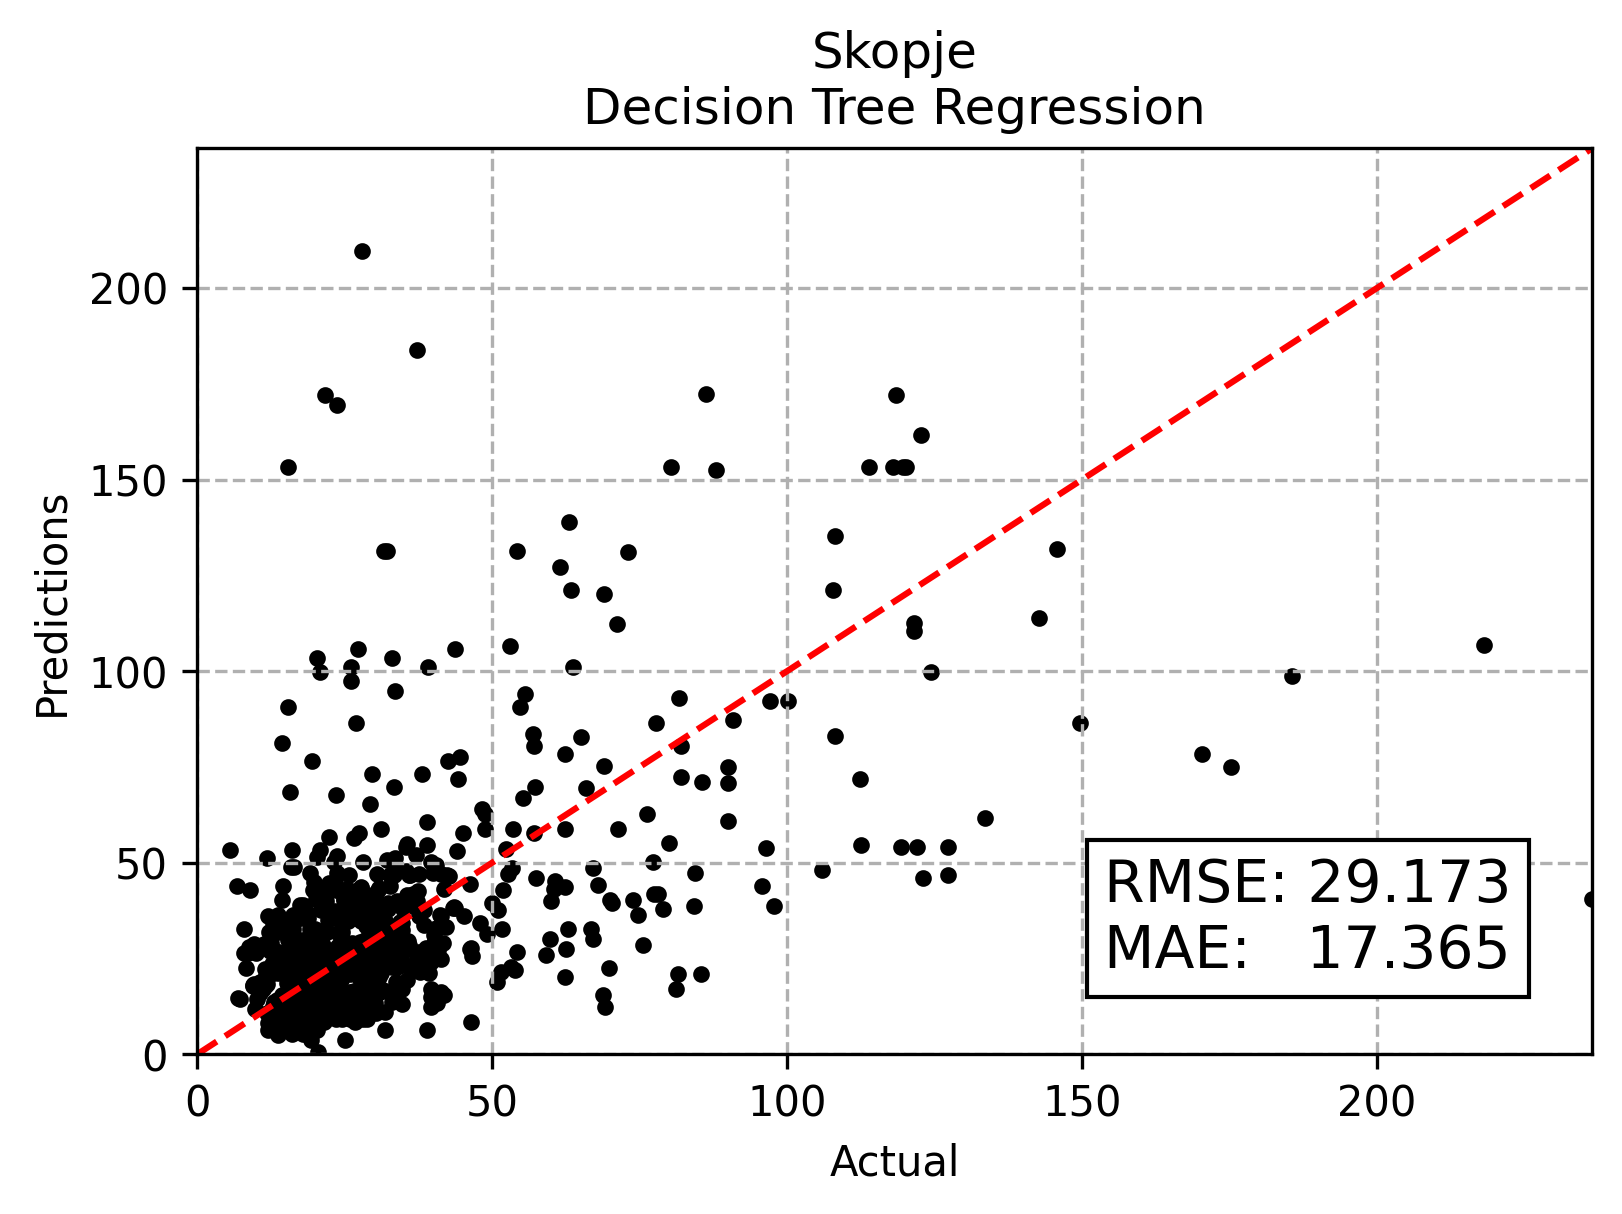 Skopje
Decision Tree Regression
Predictions
200
150
100
50
0
RMSE: 29.173
MAE: 17.365
0 50 100 150 200
Actual